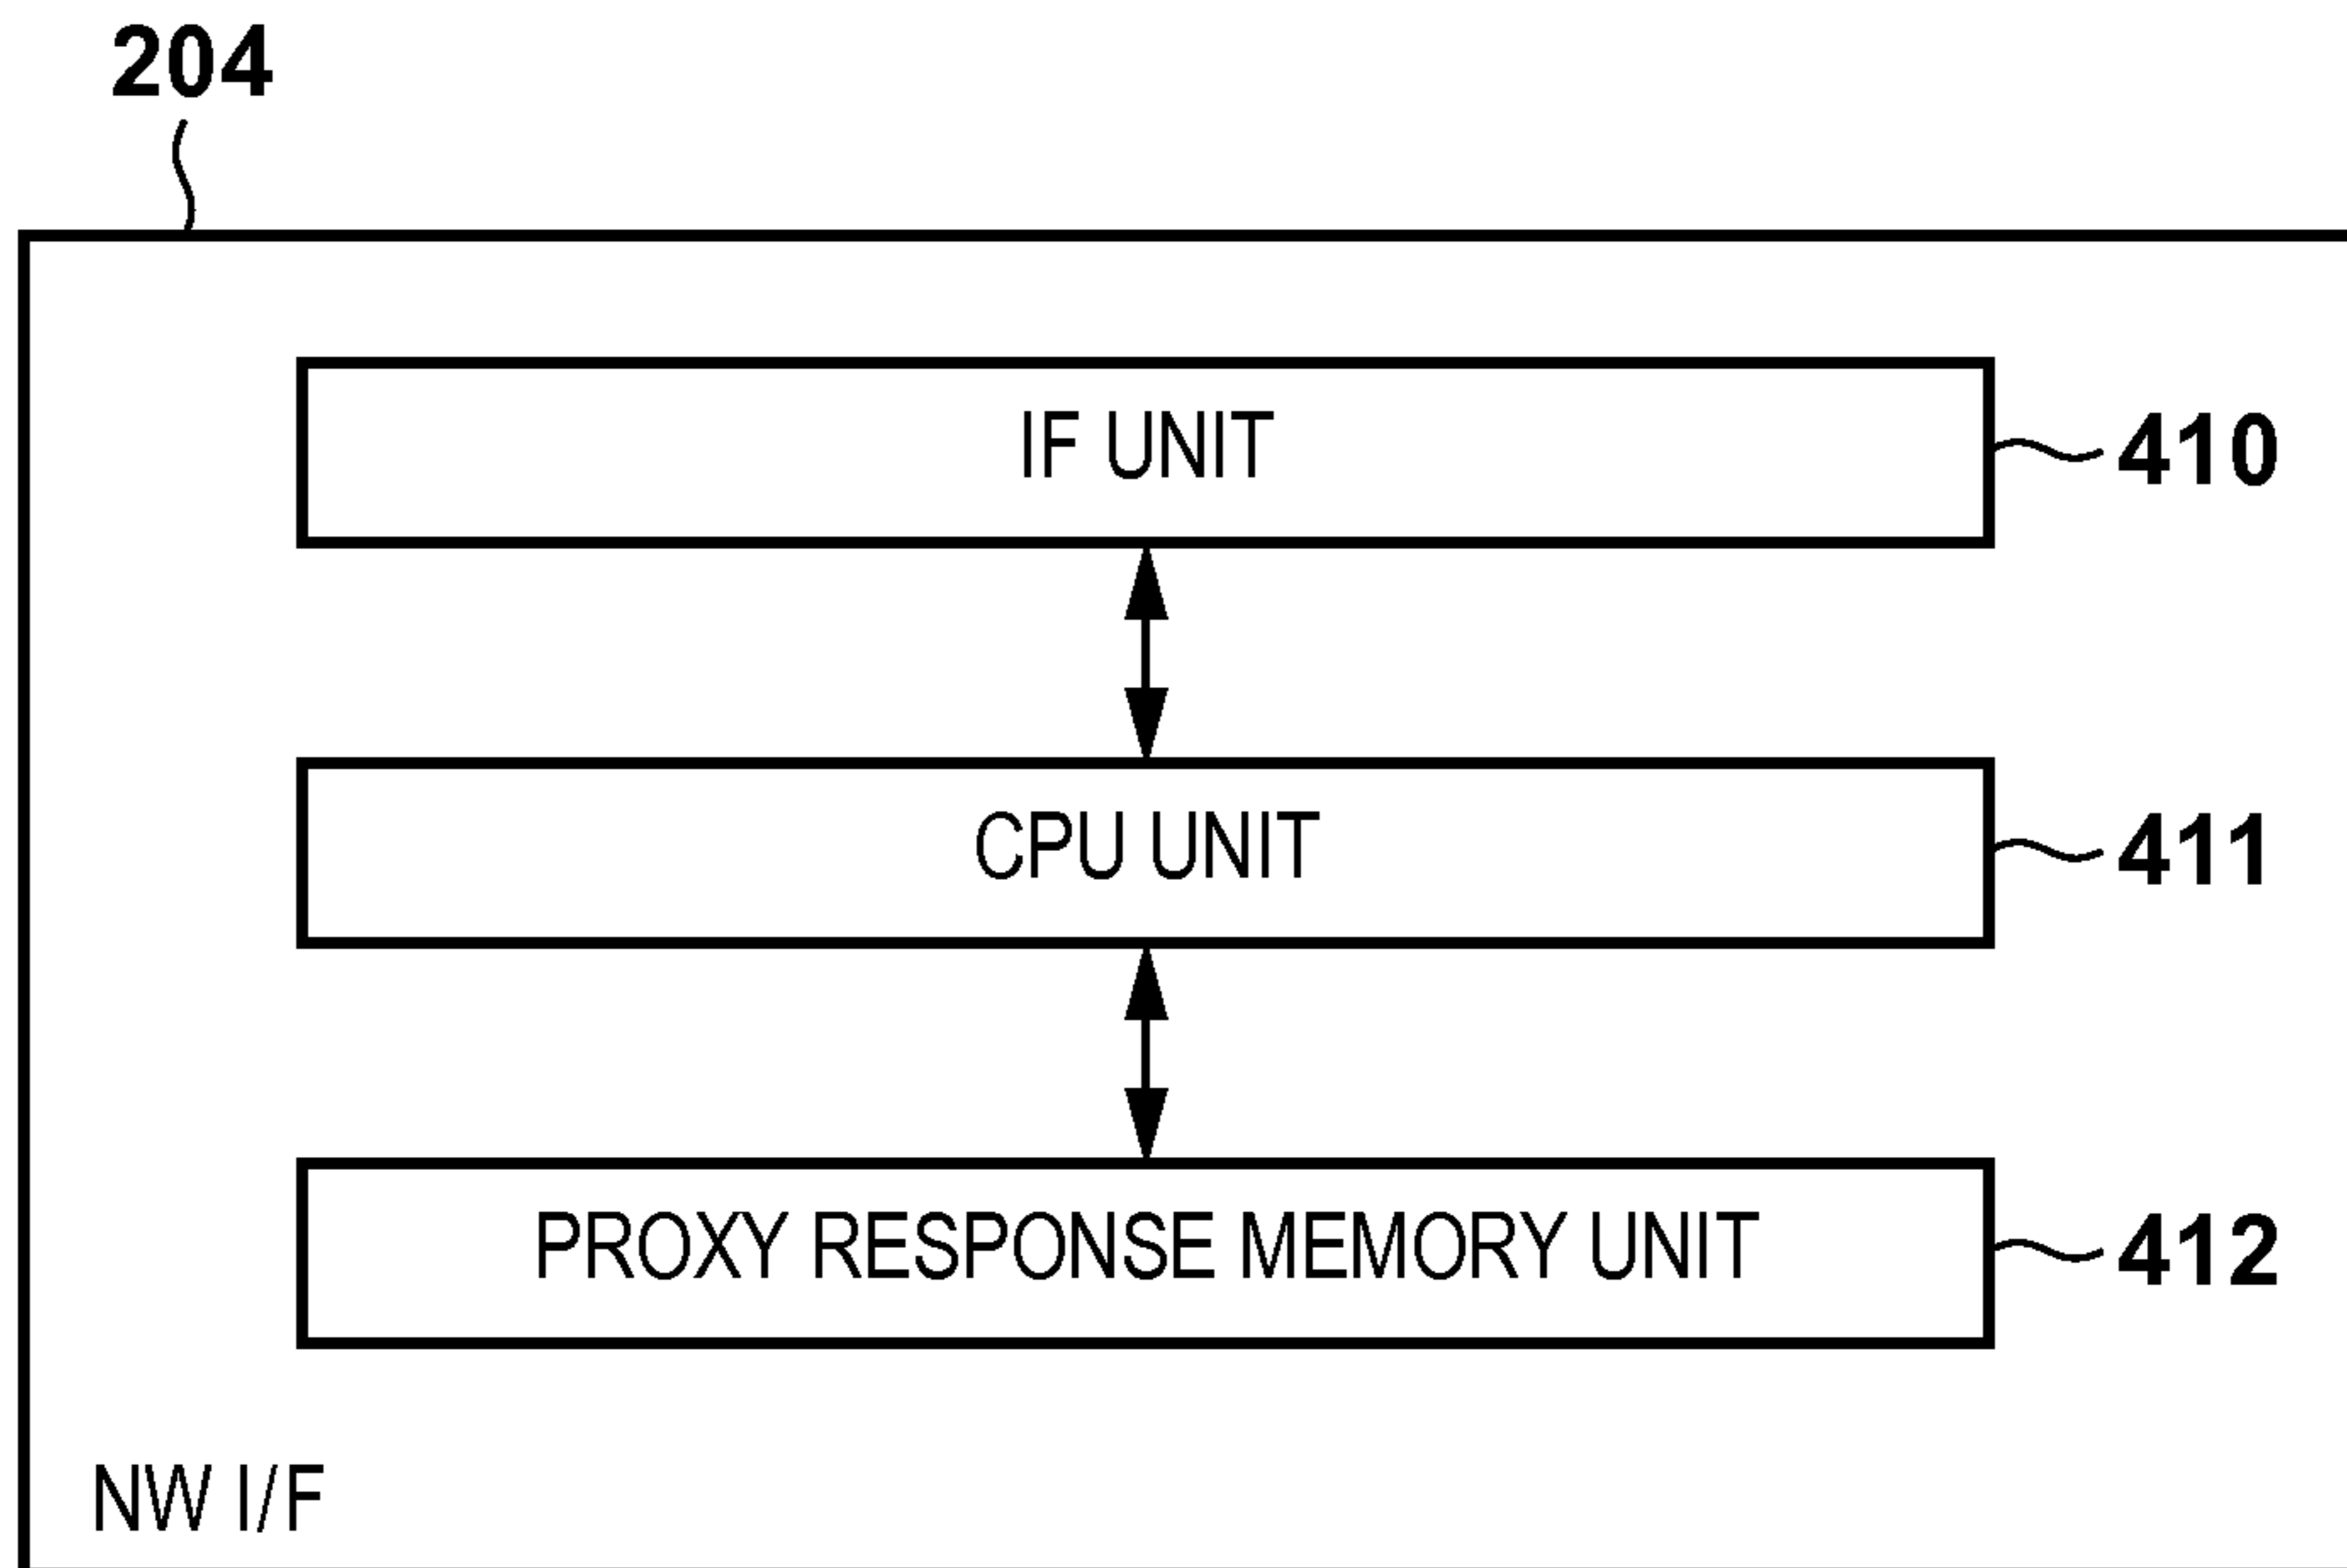 204
IF UNIT
410
CPU UNIT
411
PROXY RESPONSE MEMORY UNIT
412
NW I/F